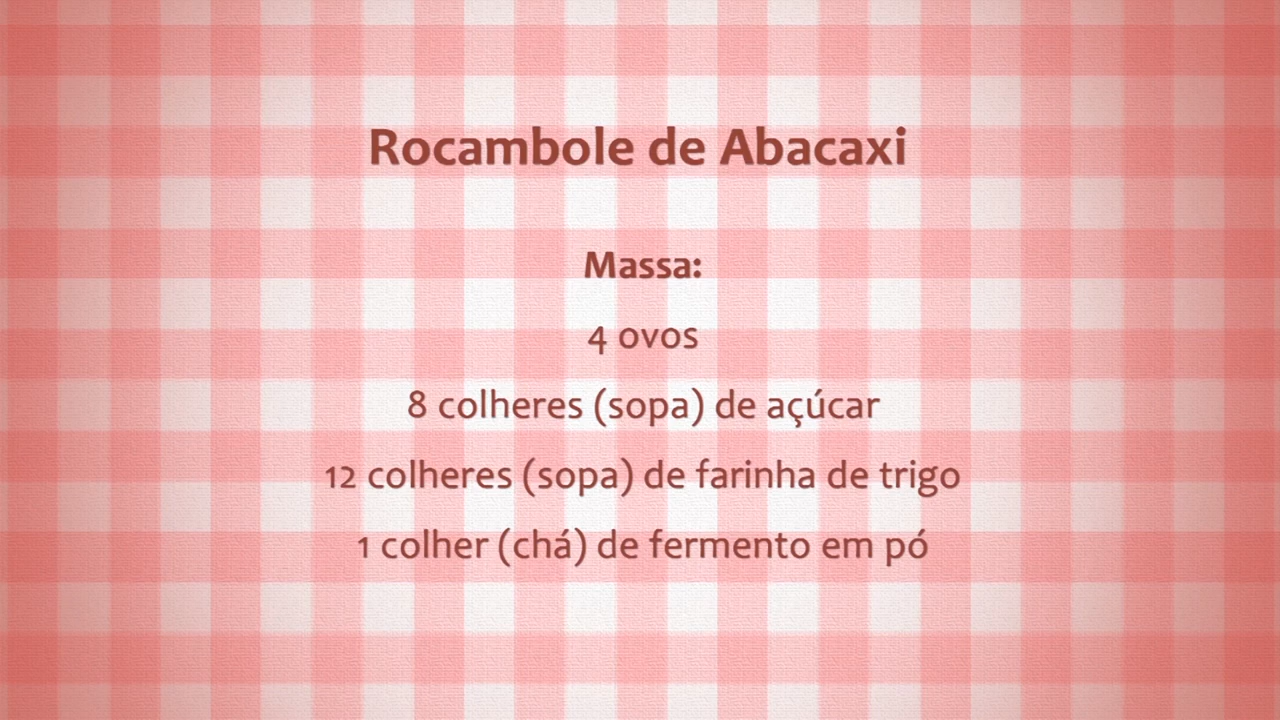 Rocambole de Abacaxi
Massa:
4 ovos
8 colheres (sopa) de açúcar
12 colheres (sopa) de farinha de trigo
1 colher (chá) de fermento em pó